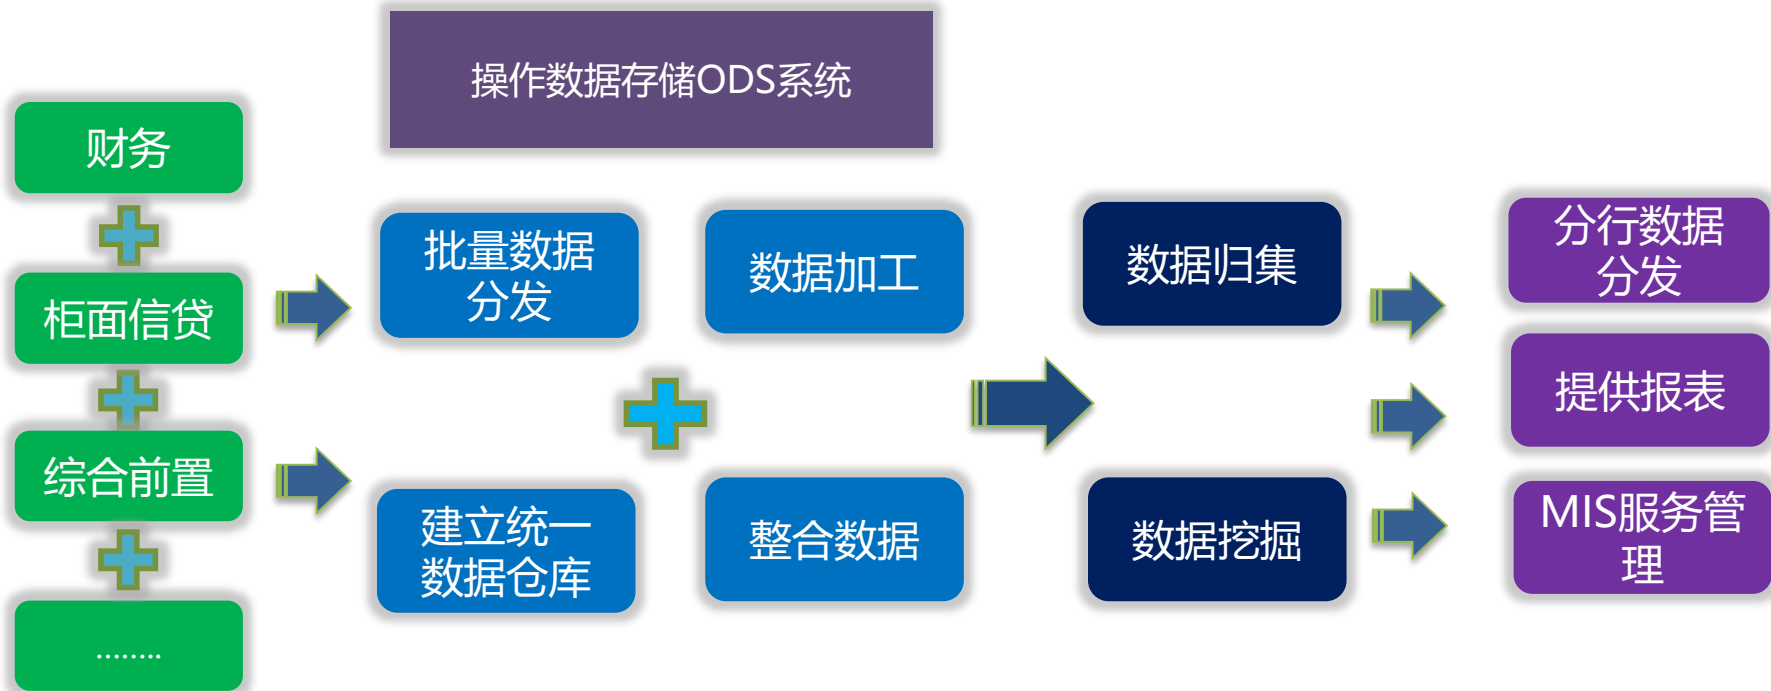 操作数据存储ODS系统
财务
柜面信贷
综合前置
........
批量数据
分发
数据加工
建立统一
数据仓库
整合数据
数据归集
数据挖掘
分行数据
分发
提供报表
MIS服务管
理